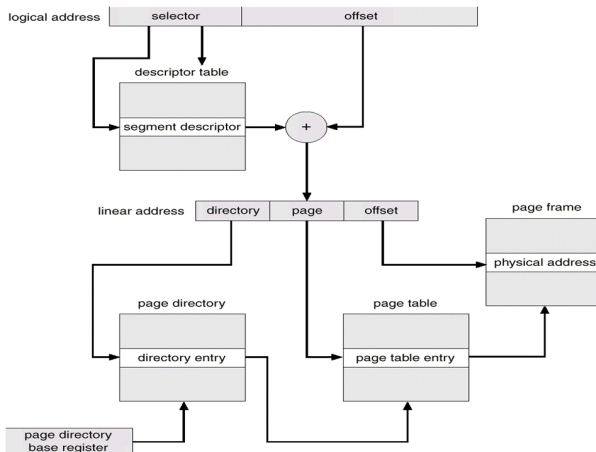 logical address
selector
offset
descriptor table
segment descriptor
+
linear address
directory
page
offset
page frame
physical address
page directory
page table
directory entry
page table entry
page directory
base register